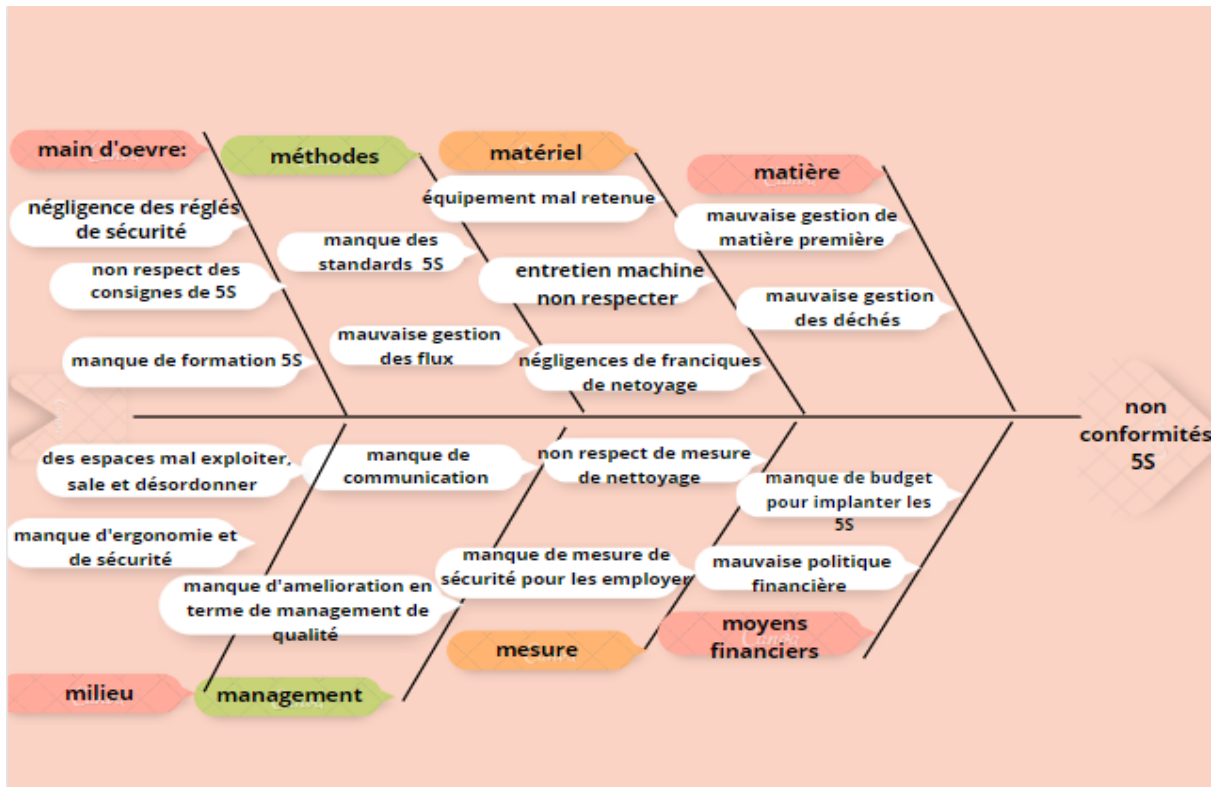 main d'oevre:
négligence des réglés
de sécurité
non respect des
consignes de 5S
manque de formation 5S
méthodes
manque des
standards 5S
mauvaise gestion
des flux
matériel
équipement mal retenue
entretien machine
non respecter
négligences de franciques
de netoyage
matière
mauvaise gestion de
matière première
mauvaise gestion
des déchés
non
conformités
5S
des espaces mal exploiter,
sale et désordonner
manque d'ergonomie et
de sécurité
milieu
manque de
communication
manque d'amelioration en
terme de management de
qualité
management
non respect de mesure
de nettoyage
manque de mesure de
sécurité pour les employer
mesure
manque de budget
pour implanter les
5S
mauvaise politique
financière
moyens
financiers